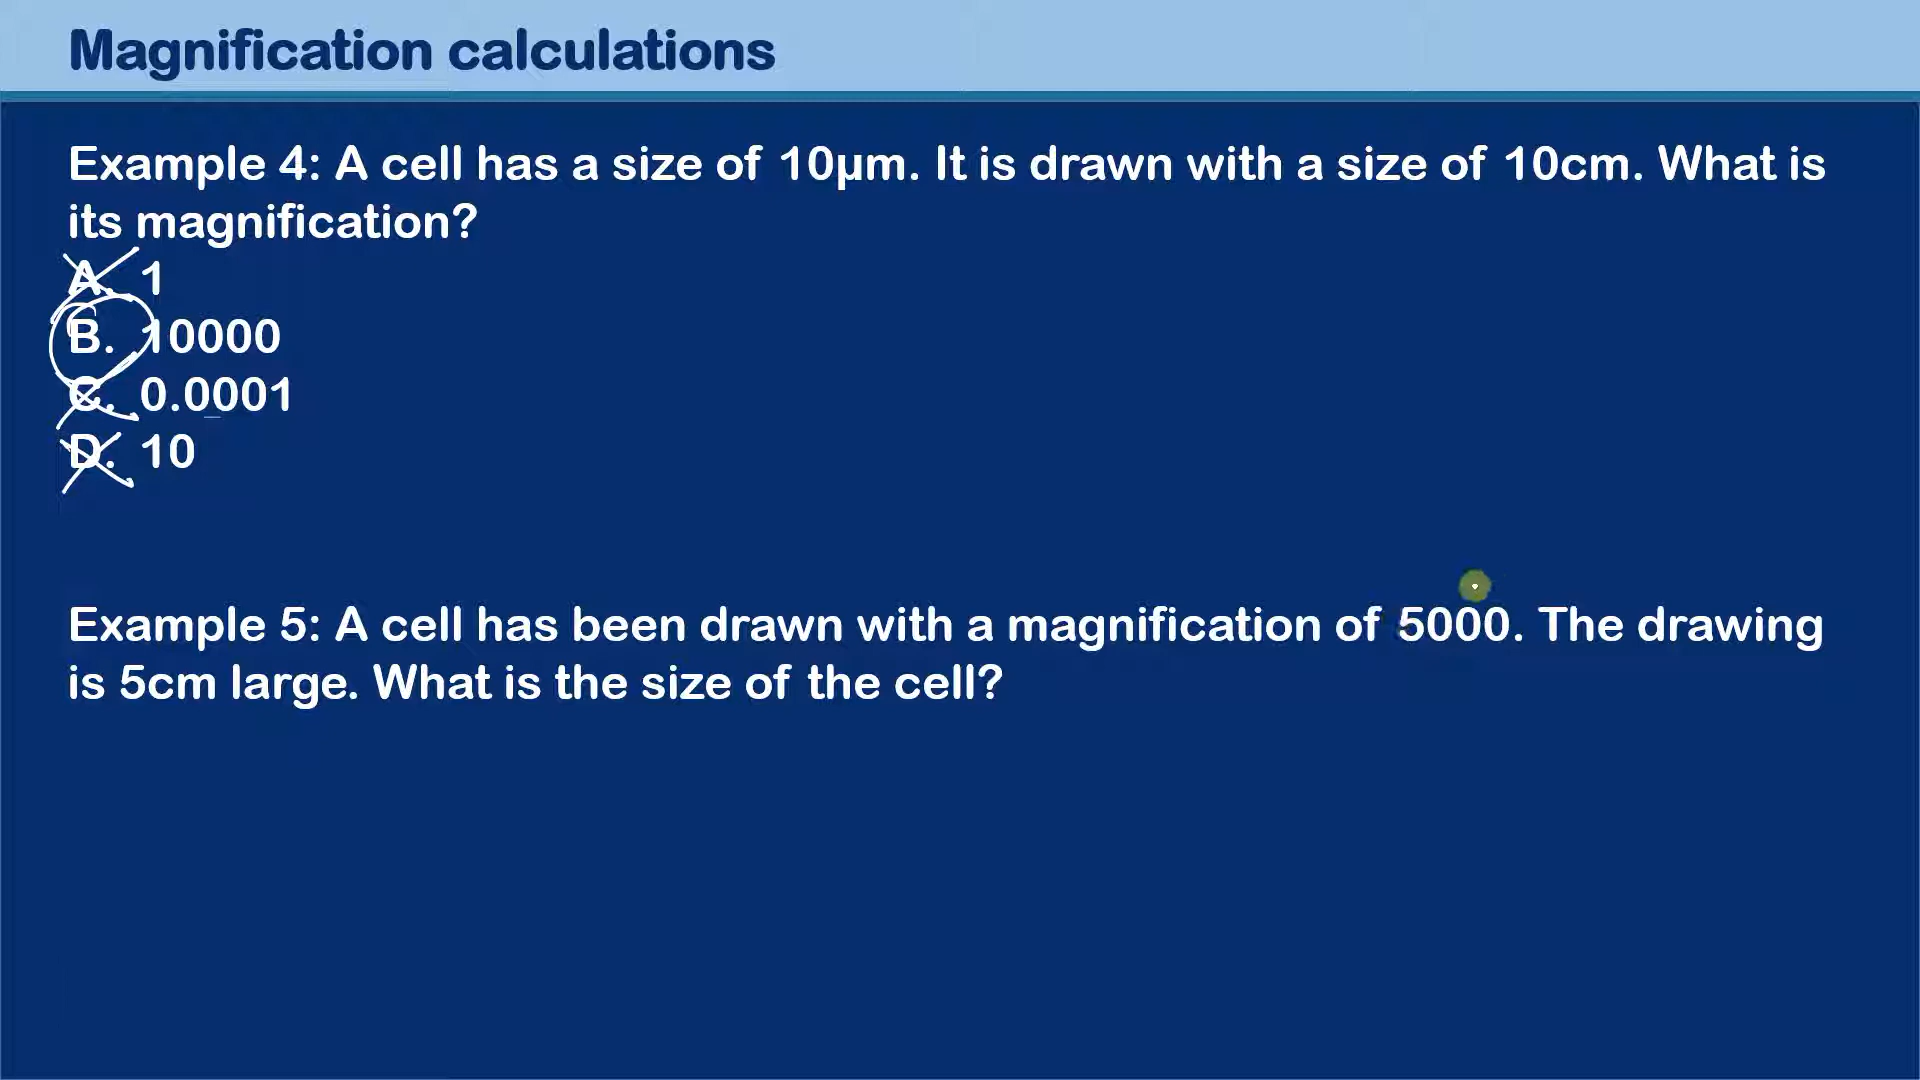 Magnification calculations
Example 4: A cell has a size of 10µm. It is drawn with a size of 10cm. What is
its magnification?
A. 1
B. 10000
C. 0.0001
D. 10
Example 5: A cell has been drawn with a magnification of 5000. The drawing
is 5cm large. What is the size of the cell?